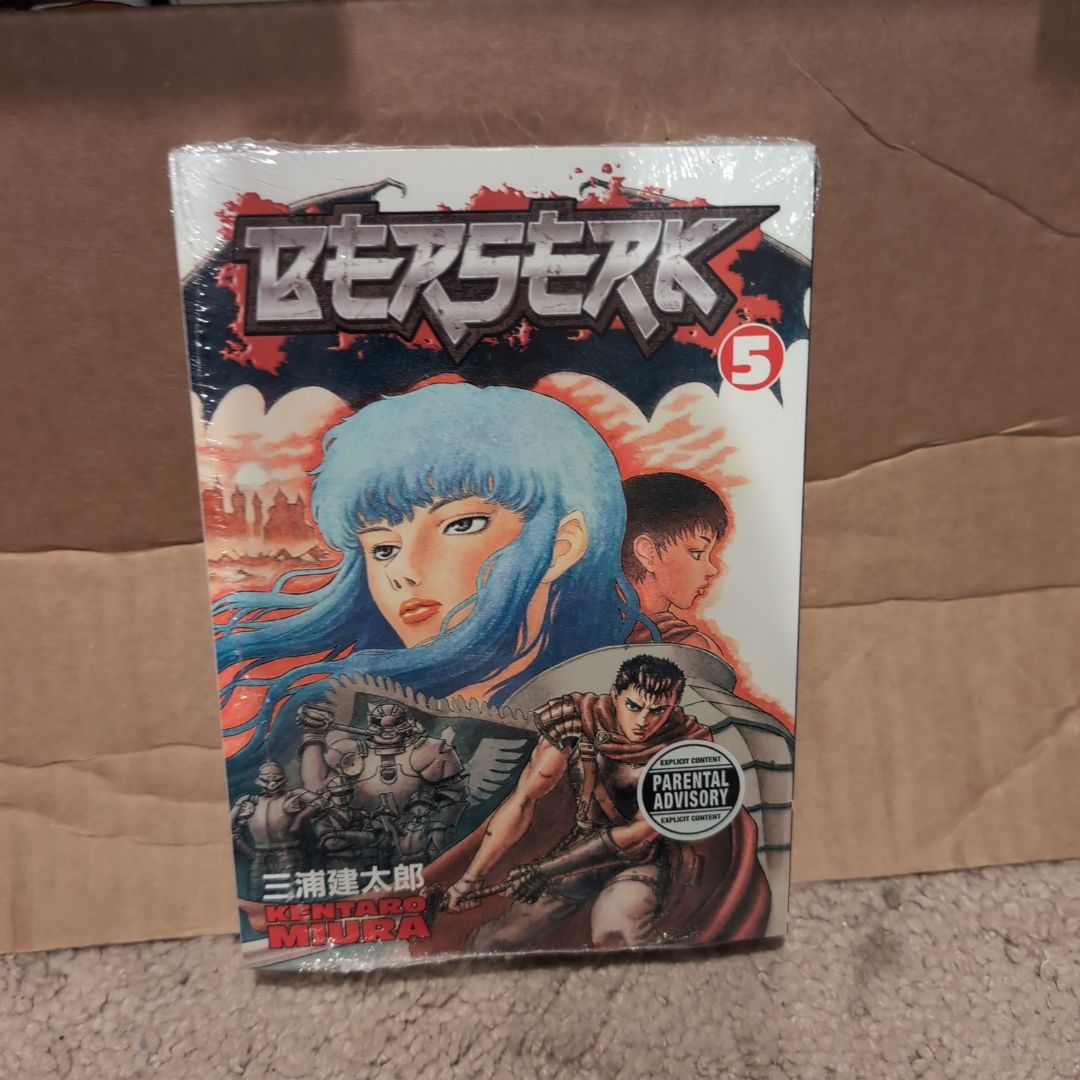 BERSERK
5
EXPLICIT CONTENT
PARENTAL
ADVISORY
EXPLICIT CONTENT
三浦建太郎
KENTARO
MIURA